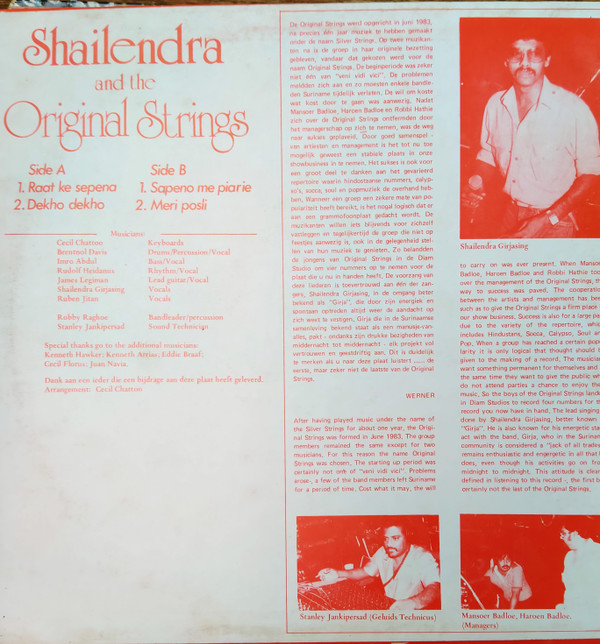 Shailendra
and the
Original Strings
Side A
1. Raat ke sepena
2. Dekho dekho
Side B
1. Sapeno me piarie
2. Meri posli
Musicians:
Cecil Chattoo Keyboards
Brentinol Davis Drums/Percussion/Vocal
Imro Abdul Bass/Vocal
Rudolf Heidanus Rhythm/Vocal
James Legiman Lead guitar/Vocal
Shailendra Girjasing Vocals
Ruben Jitan Vocals
Robby Raghoe Bandleader/percussion
Stanley Jankipersad Sound Technicus
Special thanks go to the additional musicians:
Kenneth Hawker; Kenneth Arrias; Eddie Braaf;
Cecil Florus; Joan Navia.
Dank aan een ieder die een bijdrage aan deze plaat heeft geleverd.
Arrangement: Cecil Chattoo
De Original Strings werd opgericht in juni 1983,
na precies één jaar muziek te hebben gemaakt
onder de naam Silver Strings. Op twee muzikan-
ten na is de groep in haar originele bezetting
gebleven, vandaar dat gekozen werd voor de
naam Original Strings. De beginperiode was zeker
niet één van "veni vidi vici". De problemen
meldden zich aan en zo moesten enkele bandle-
den Suriname tijdelijk verlaten. De wil om koste
wat kost door te gaan was aanwezig. Nadat
Mansoer Badloe, Haroen Badloe en Robbi Hathie
zich over de Original Strings ontfermden door
het managerschap op zich te nemen, was de weg
naar sukses geplaveid. Door goed samenspel -
van artiesten en management is het tot nu toe
mogelijk geweest een stabiele plaats in onze
showbusiness in te nemen. Het sukses is ook voor
een groot deel te danken aan het gevarieerd
repertoire waarin hindoestaanse nummers, calyp-
so's, socca, soul en popmuziek de overhand heb-
ben. Wanneer een groep een zekere mate van po-
pulariteit heeft bereikt, is het nogal logisch dat er
aan een grammofoonplaat gedacht wordt. De
muzikanten willen iets blijvends voor zichzelf
vastleggen en tegelijkertijd de groep die niet op
feestjes aanwezig is, ook in de gelegenheid stel-
len van hun muziek te genieten. Zo belandden
de jongens van Original Strings in de Diam
Studio om vier nummers op te nemen voor de
plaat die u nu in handen heeft. De voorzang van
deze liederen is toevertrouwd aan één der zan-
gers, Shailendra Girjasing, in de omgang beter
bekend als "Girja", die door zijn energiek en
spontaan optreden altijd weer de aandacht op
zich weet te vestigen. Girja die in de Surinaamse
samenleving bekend staat als een manusje-van-
alles, pakt - ondanks zijn drukke bezigheden van
middernacht tot middernacht - elk projekt vol
vertrouwen en geestdriftig aan. Dit is duidelijk
te merken als u naar deze plaat luistert ...... de
eerste, maar zeker niet de laatste van de Original
Strings.
WERNER
After having played music under the name of
the Silver Strings for about one year, the Origi-
nal Strings was formed in June 1983. The group
members remained the same except for two
musicians. For this reason the name Original
Strings was chosen. The starting up period was
certainly not one of "veni vidi vici". Problems
arose, a few of the band members left Suriname
for a period of time. Cost what it may, the will
Shailendra Girjasing
to carry on was ever present. When Mansoer
Badloe, Haroen Badloe and Robbi Hathie too
over the management of the Original Strings, t
way to success was paved. The cooperatio
between the artists and management has bee
such as to give the Original Strings a firm place
our show business. Success is also for a large pa
due to the variety of the repertoire, whic
includes Hindustans, Socca, Calypso, Soul an
Pop. When a group has reached a certain popu
larity it is only logical that thought should b
given to the making of a record. The musician
want something permanent for themselves and
the same time they want to give the public wh
do not attend parties a chance to enjoy the
music. So the boys of the Original Strings lande
in Diam Studios to record four numbers for th
record you now have in hand. The lead singing
done by Shailendra Girjasing, better known
"Girja". He is also known for his energetic sta
act with the band. Girja, who in the Suriname
community is considered a "jack of all trades
remains enthusiastic and engergetic in all that h
does, even though his activities go on fro
midnight to midnight. This attitude is clear
defined in listening to this record -, the first b
certainly not the last of the Original Strings.
Stanley Jankipersad (Geluids Technicus)
Mansoer Badloe, Haroen Badloe.
(Managers)